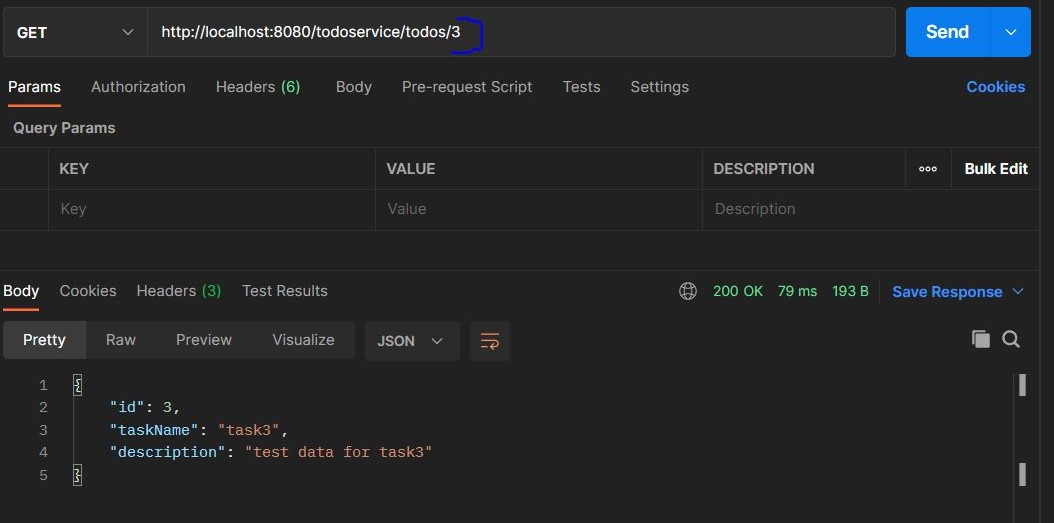 GET http://localhost:8080/todoservice/todos/3 Send
Params Authorization Headers (6) Body Pre-request Script Tests Settings Cookies
Query Params
KEY VALUE DESCRIPTION ooo Bulk Edit
Key Value Description
Body Cookies Headers (3) Test Results 200 OK 79 ms 193 B Save Response
Pretty Raw Preview Visualize JSON
1 {
2 "id": 3,
3 "taskName": "task3",
4 "description": "test data for task3"
5 }